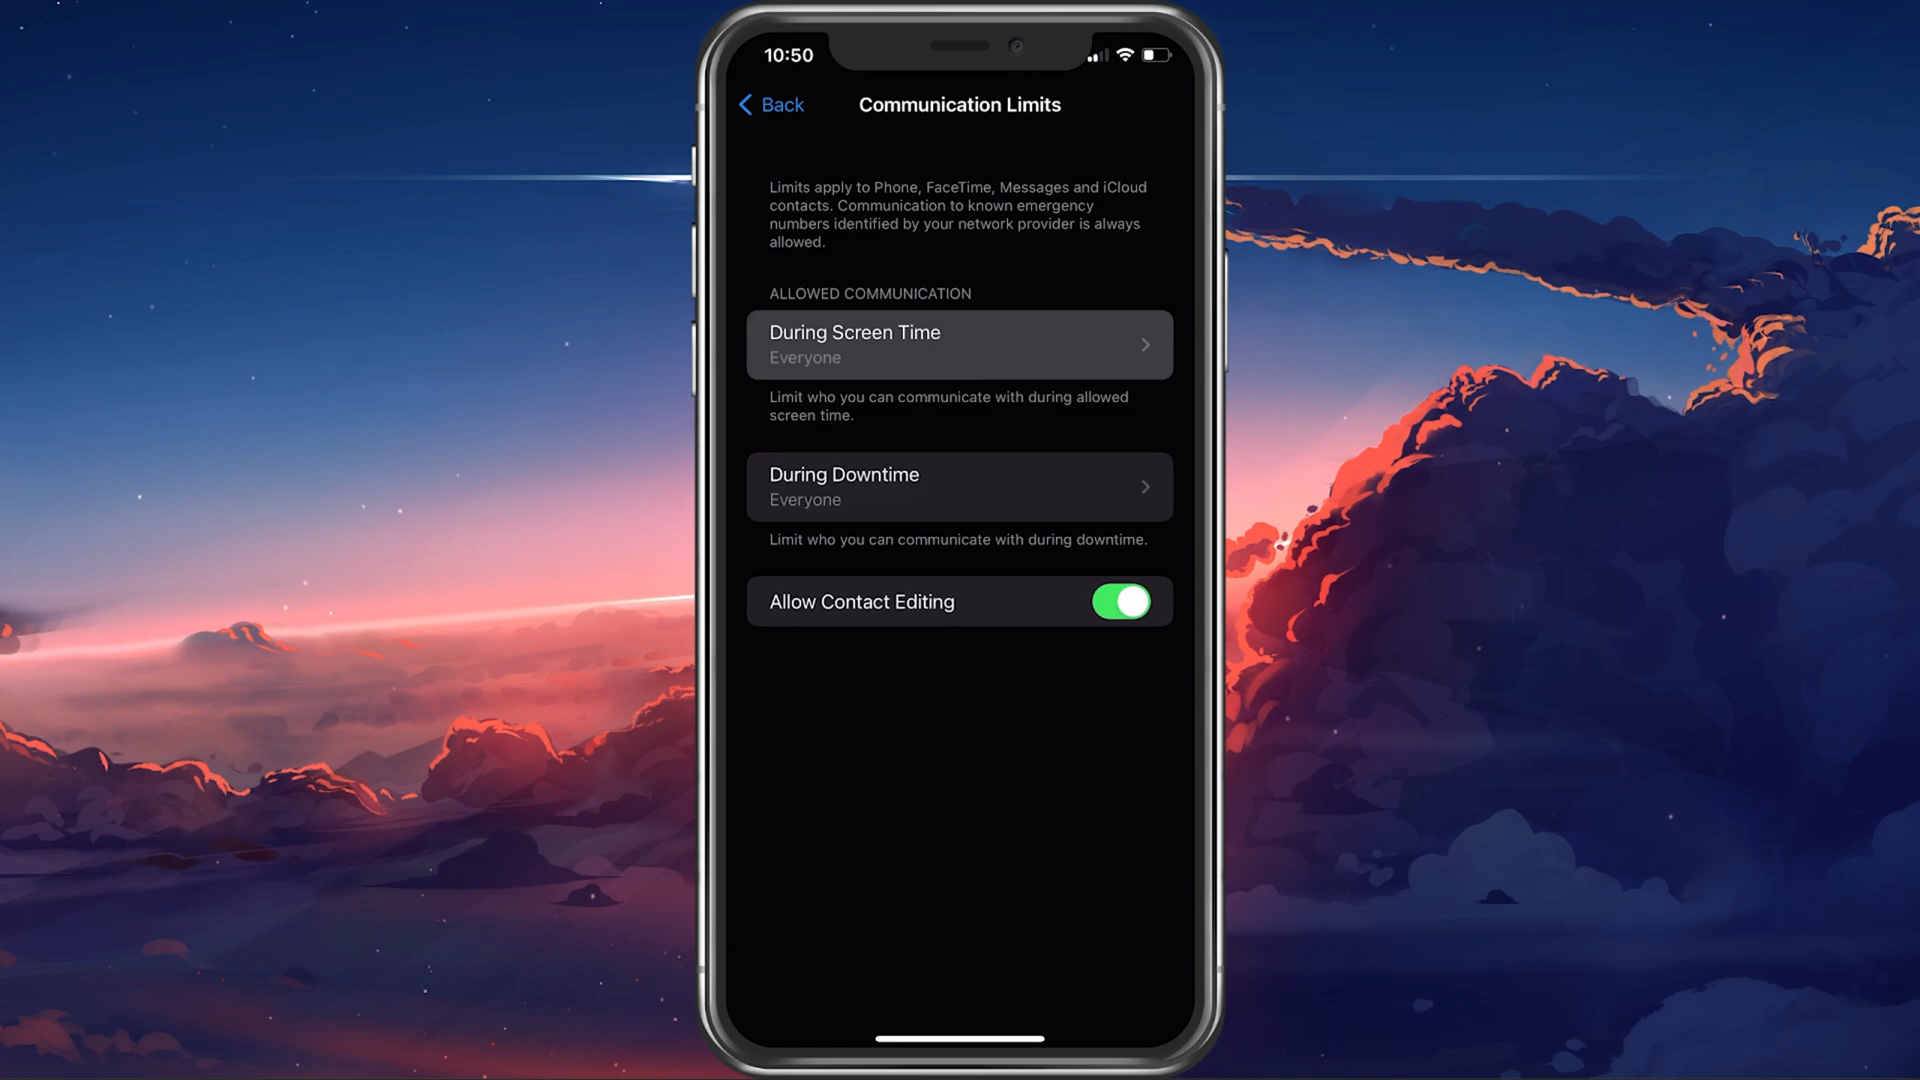 10:50
Back
Communication Limits
Limits apply to Phone, FaceTime, Messages and iCloud
contacts. Communication to known emergency
numbers identified by your network provider is always
allowed.
ALLOWED COMMUNICATION
During Screen Time
Everyone
Limit who you can communicate with during allowed
screen time.
During Downtime
Everyone
Limit who you can communicate with during downtime.
Allow Contact Editing